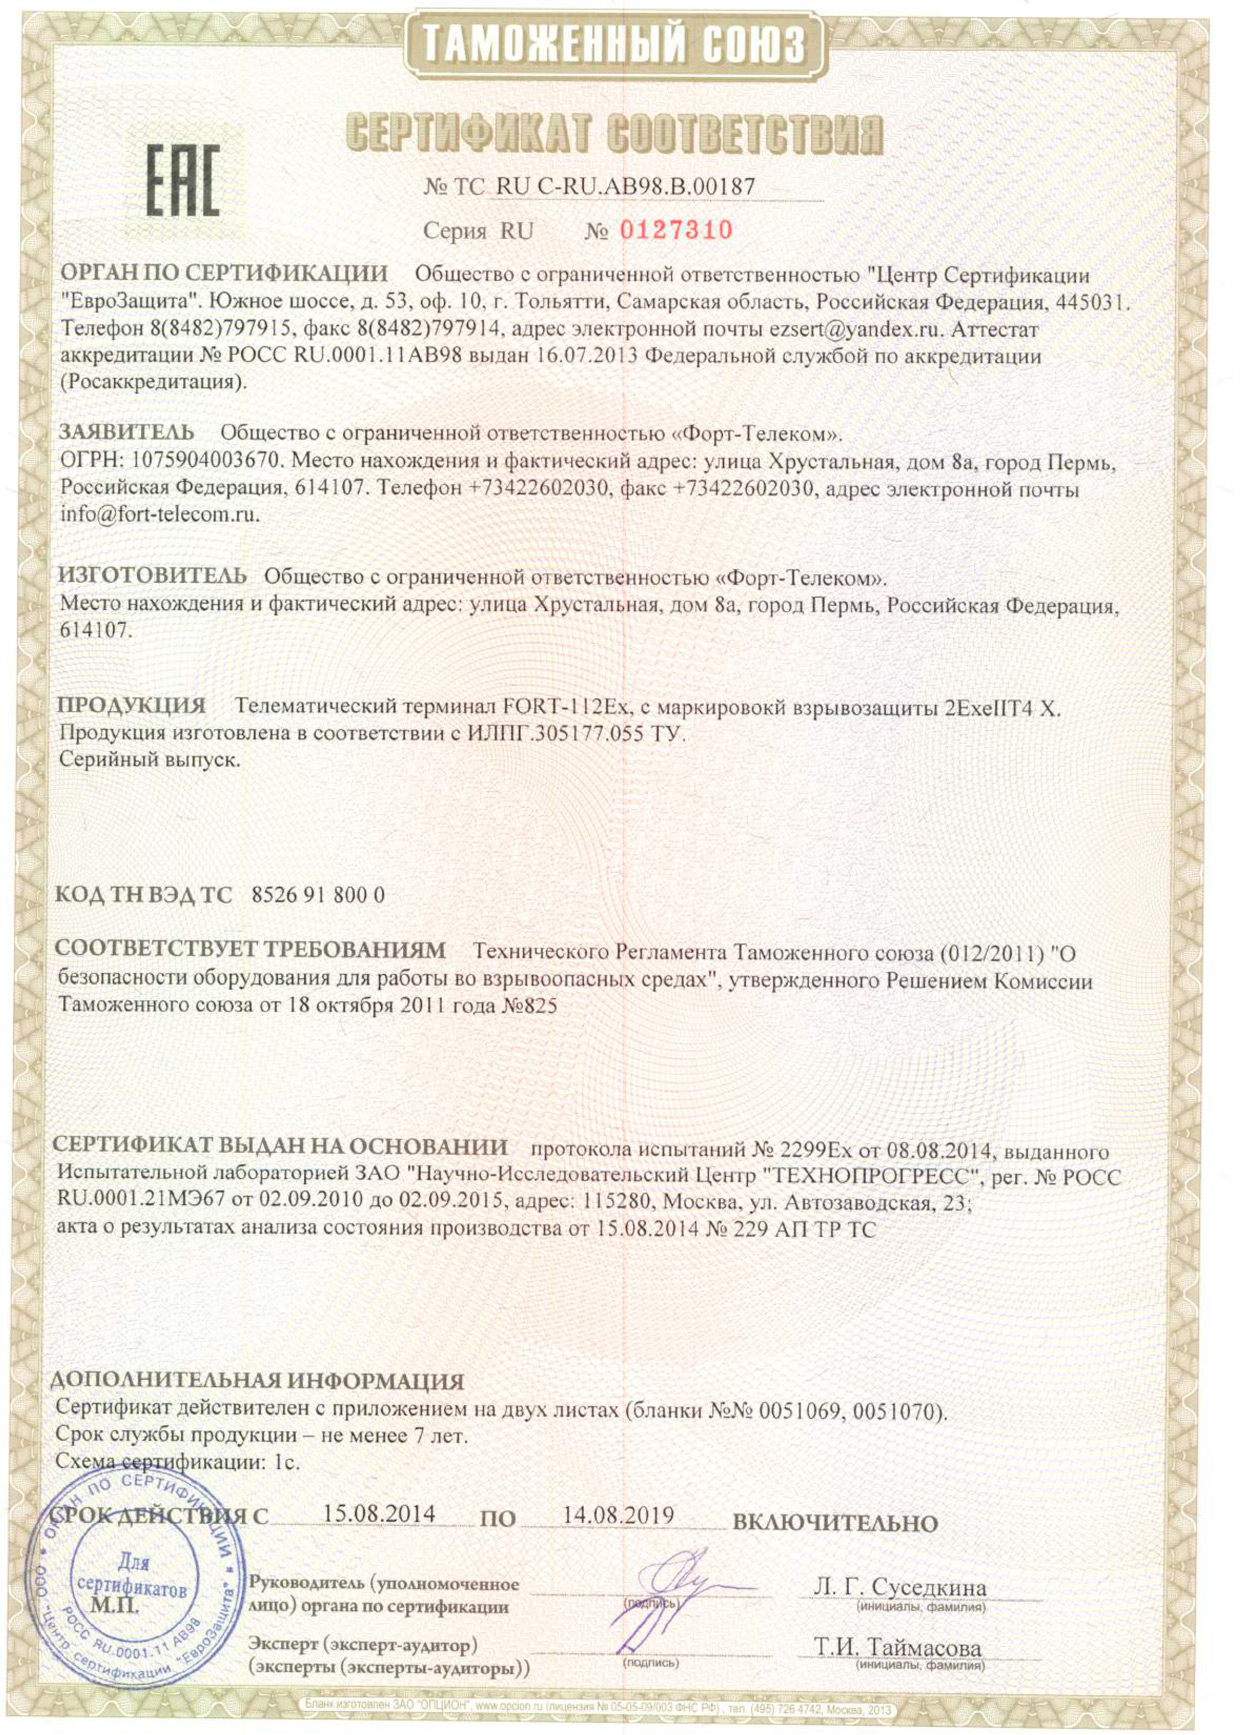 ТАМОЖЕННЫЙ СОЮЗ
ЕАС
СЕРТИФИКАТ СООТВЕТСТВИЯ
№ ТС RU C-RU.АВ98.В.00187
Серия RU № 0127310
ОРГАН ПО СЕРТИФИКАЦИИ Общество с ограниченной ответственностью "Центр Сертификации
"ЕвроЗащита". Южное шоссе, д. 53, оф. 10, г. Тольятти, Самарская область, Российская Федерация, 445031.
Телефон 8(8482)797915, факс 8(8482)797914, адрес электронной почты ezsert@yandex.ru. Аттестат
аккредитации № РОСС RU.0001.11АВ98 выдан 16.07.2013 Федеральной службой по аккредитации
(Росаккредитация).
ЗАЯВИТЕЛЬ Общество с ограниченной ответственностью «Форт-Телеком».
ОГРН: 1075904003670. Место нахождения и фактический адрес: улица Хрустальная, дом 8а, город Пермь,
Российская Федерация, 614107. Телефон +73422602030, факс +73422602030, адрес электронной почты
info@fort-telecom.ru.
ИЗГОТОВИТЕЛЬ Общество с ограниченной ответственностью «Форт-Телеком».
Место нахождения и фактический адрес: улица Хрустальная, дом 8а, город Пермь, Российская Федерация,
614107.
ПРОДУКЦИЯ Телематический терминал FORT-112Ex, с маркировокй взрывозащиты 2ExeIIT4 X.
Продукция изготовлена в соответствии с ИЛПГ.305177.055 ТУ.
Серийный выпуск.
КОД ТН ВЭД ТС 8526 91 800 0
СООТВЕТСТВУЕТ ТРЕБОВАНИЯМ Технического Регламента Таможенного союза (012/2011) "О
безопасности оборудования для работы во взрывоопасных средах", утвержденного Решением Комиссии
Таможенного союза от 18 октября 2011 года №825
СЕРТИФИКАТ ВЫДАН НА ОСНОВАНИИ протокола испытаний № 2299Ex от 08.08.2014, выданного
Испытательной лабораторией ЗАО "Научно-Исследовательский Центр "ТЕХНОПРОГРЕСС", рег. № РОСС
RU.0001.21МЭ67 от 02.09.2010 до 02.09.2015, адрес: 115280, Москва, ул. Автозаводская, 23;
акта о результатах анализа состояния производства от 15.08.2014 № 229 АП ТР ТС
ДОПОЛНИТЕЛЬНАЯ ИНФОРМАЦИЯ
Сертификат действителен с приложением на двух листах (бланки №№ 0051069, 0051070).
Срок службы продукции – не менее 7 лет.
Схема сертификации: 1с.
СРОК ДЕЙСТВИЯ С 15.08.2014 ПО 14.08.2019 ВКЛЮЧИТЕЛЬНО
ОРГАН ПО СЕРТИФИКАЦИИ
ООО "Центр сертификации "ЕвроЗащита"
РОСС RU.0001.11 АВ98
Для
сертификатов
М.П.
Руководитель (уполномоченное
лицо) органа по сертификации
(подпись)
Л. Г. Суседкина
(инициалы, фамилия)
Эксперт (эксперт-аудитор)
(эксперты (эксперты-аудиторы))
(подпись)
Т.И. Таймасова
(инициалы, фамилия)
Бланк изготовлен ЗАО "ОПЦИОН", www.opcion.ru (лицензия № 05-05-09/003 ФНС РФ), тел. (495) 726 4742, Москва, 2013